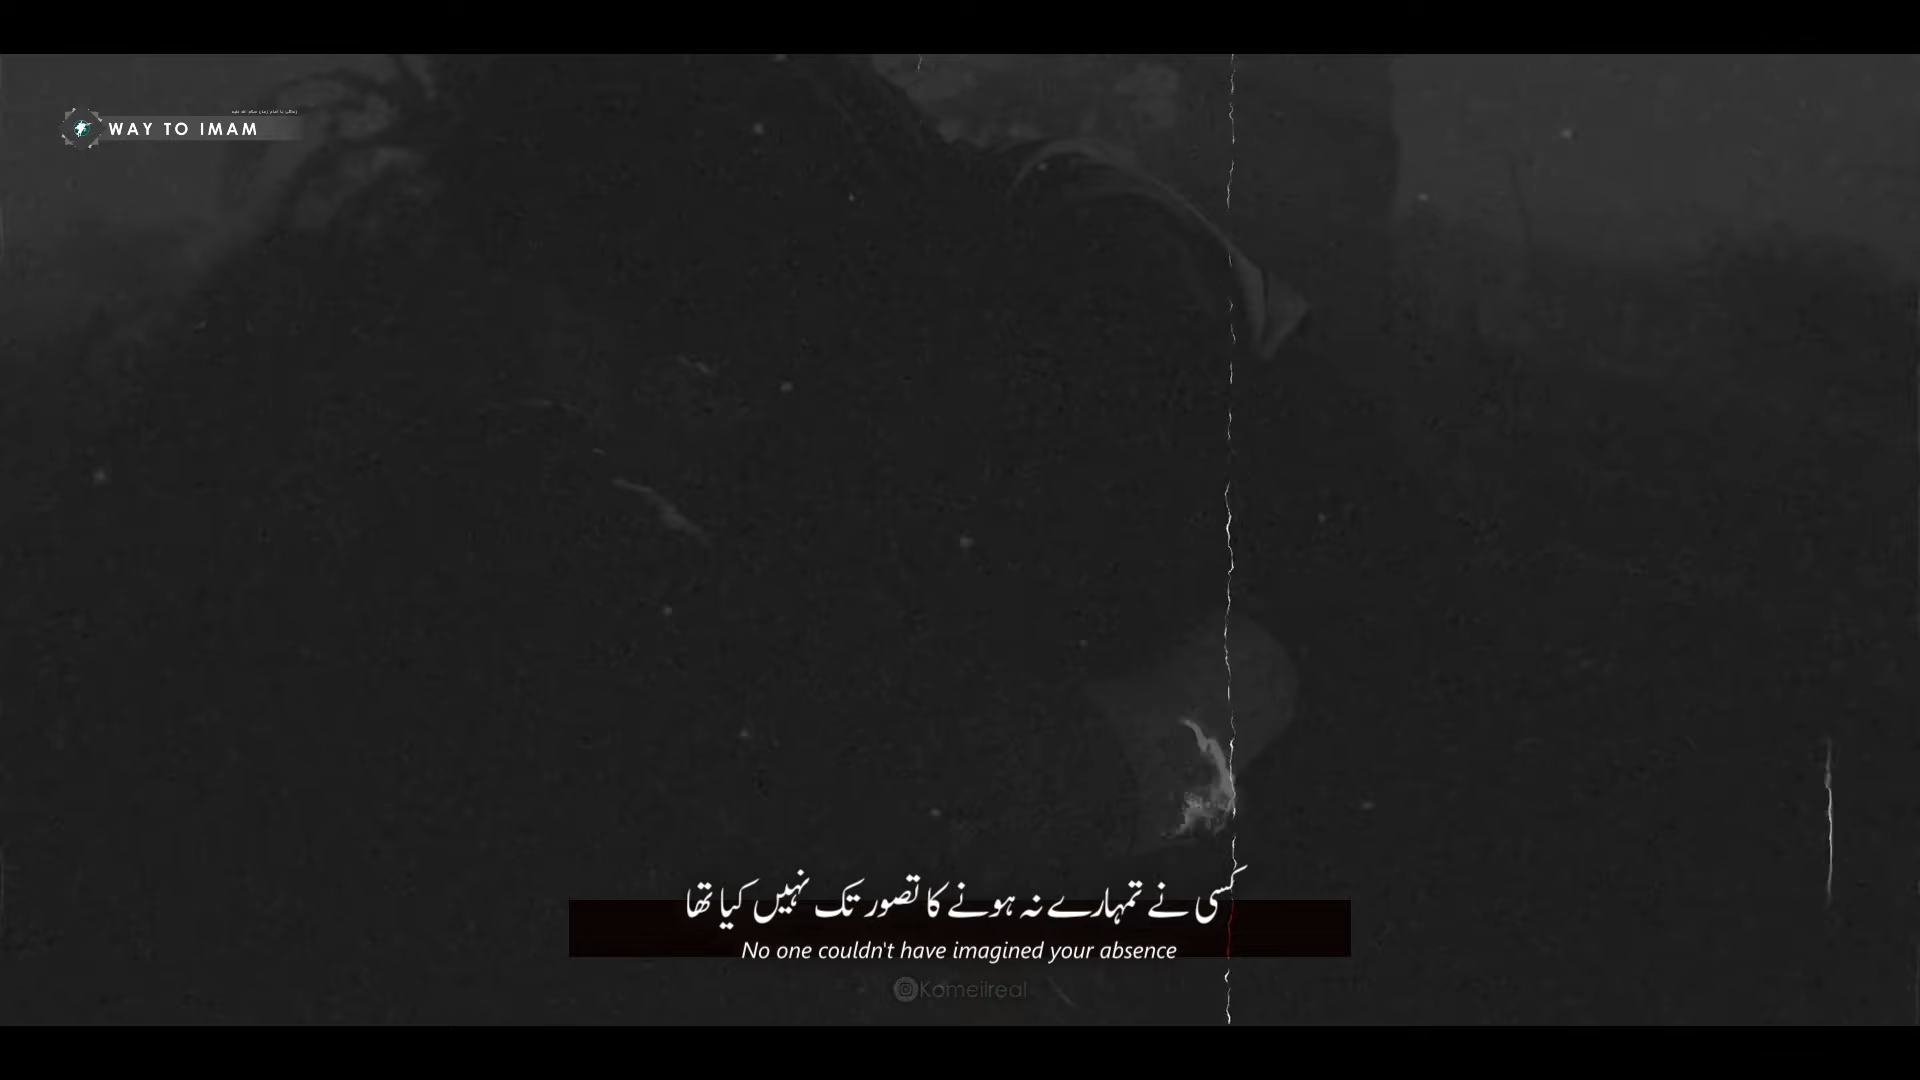 WAY TO IMAM
کسی نے تمہارے نہ ہونے کا تصور تک نہیں کیا تھا
No one couldn't have imagined your absence
Komeilreal